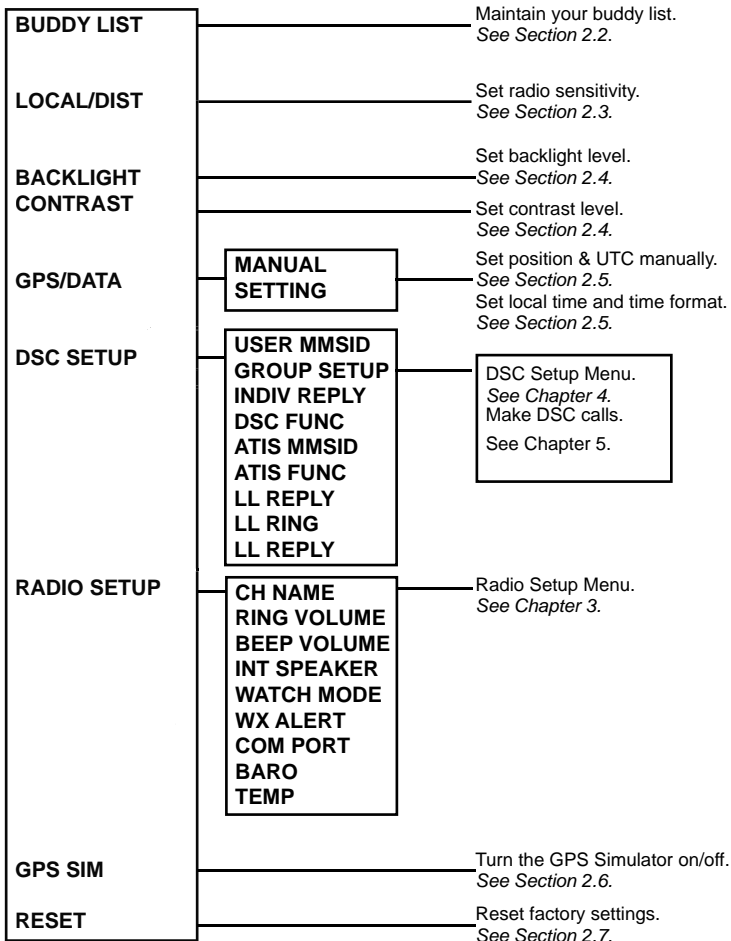 BUDDY LIST
Maintain your buddy list.
See Section 2.2.
LOCAL/DIST
Set radio sensitivity.
See Section 2.3.
BACKLIGHT
Set backlight level.
See Section 2.4.
CONTRAST
Set contrast level.
See Section 2.4.
GPS/DATA
MANUAL
SETTING
Set position & UTC manually.
See Section 2.5.
Set local time and time format.
See Section 2.5.
DSC SETUP
USER MMSID
GROUP SETUP
INDIV REPLY
DSC FUNC
ATIS MMSID
ATIS FUNC
LL REPLY
LL RING
LL REPLY
DSC Setup Menu.
See Chapter 4.
Make DSC calls.
See Chapter 5.
RADIO SETUP
CH NAME
RING VOLUME
BEEP VOLUME
INT SPEAKER
WATCH MODE
WX ALERT
COM PORT
BARO
TEMP
Radio Setup Menu.
See Chapter 3.
GPS SIM
Turn the GPS Simulator on/off.
See Section 2.6.
RESET
Reset factory settings.
See Section 2.7.